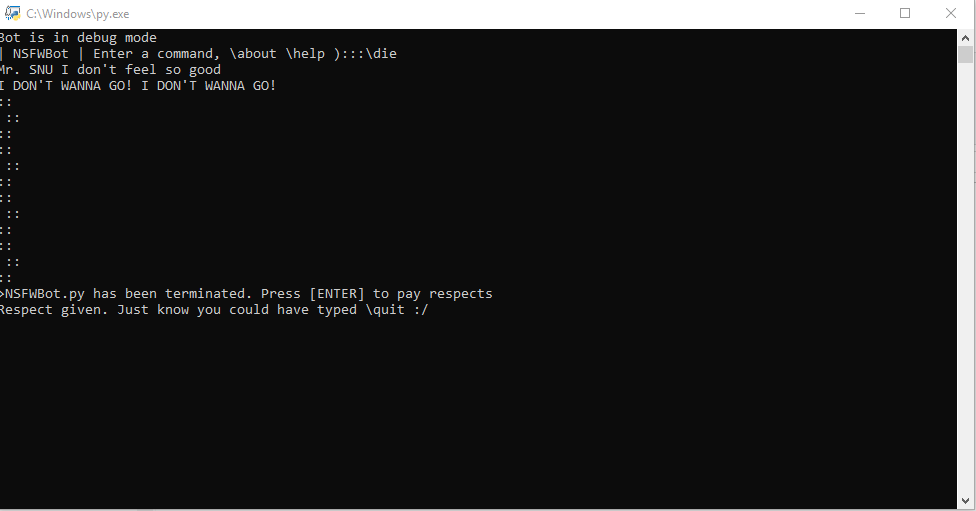 C:\Windows\py.exe
Bot is in debug mode
| NSFWBot | Enter a command, \about \help ):::\die
Mr. SNU I don't feel so good
I DON'T WANNA GO! I DON'T WANNA GO!
::
::
::
::
::
::
::
::
::
::
::
::
>NSFWBot.py has been terminated. Press [ENTER] to pay respects
Respect given. Just know you could have typed \quit :/